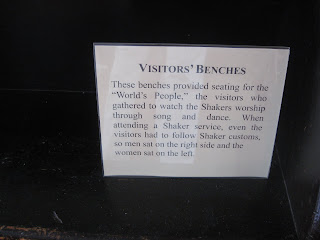 VISITORS' BENCHES
These benches provided seating for the
"World's People," the visitors who
gathered to watch the Shakers worship
through song and dance. When
attending a Shaker service, even the
visitors had to follow Shaker customs,
so men sat on the right side and the
women sat on the left.